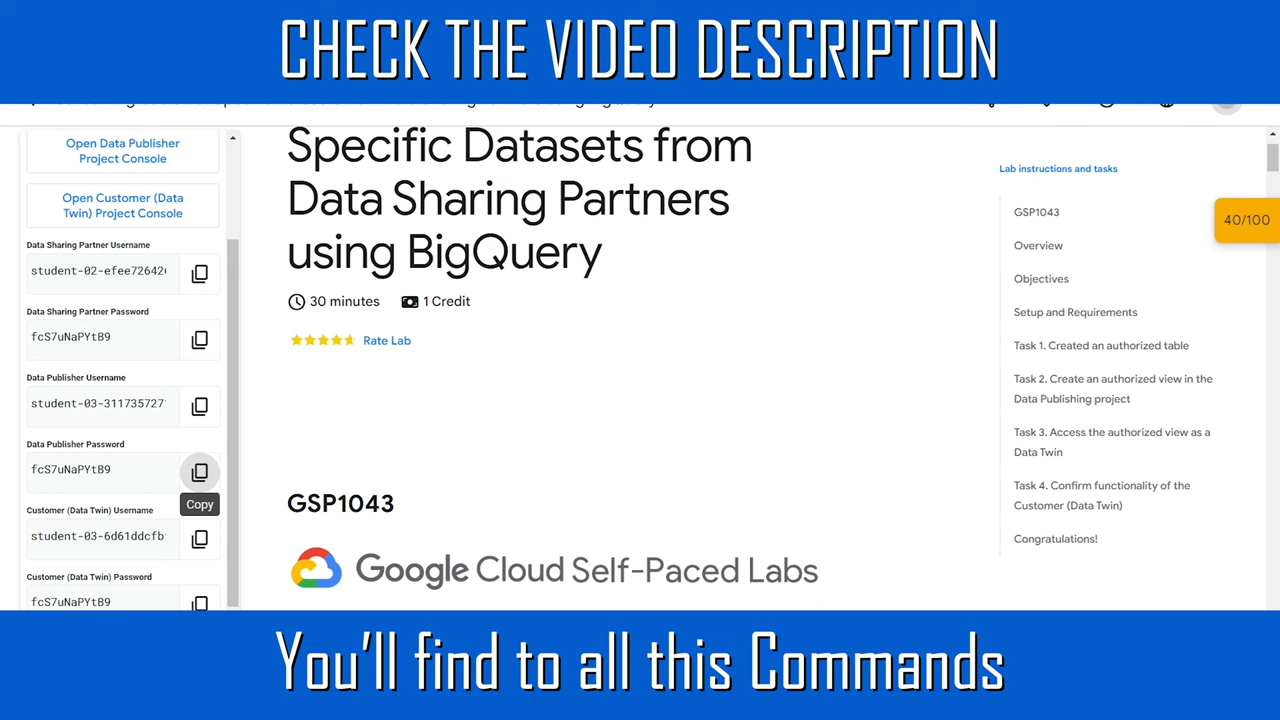 CHECK THE VIDEO DESCRIPTION
Open Data Publisher
Project Console
Open Customer (Data
Twin) Project Console
Data Sharing Partner Username
student-02-efee72642
Data Sharing Partner Password
fcS7uNaPYtB9
Data Publisher Username
student-03-311735727
Data Publisher Password
fcS7uNaPYtB9
Copy
Customer (Data Twin) Username
student-03-6d61ddcfb
Customer (Data Twin) Password
fcS7uNaPYtB9
Specific Datasets from
Data Sharing Partners
using BigQuery
30 minutes
1 Credit
Rate Lab
GSP1043
Google Cloud Self-Paced Labs
Lab instructions and tasks
GSP1043
Overview
Objectives
Setup and Requirements
Task 1. Created an authorized table
Task 2. Create an authorized view in the
Data Publishing project
Task 3. Access the authorized view as a
Data Twin
Task 4. Confirm functionality of the
Customer (Data Twin)
Congratulations!
40/100
You'll find to all this Commands